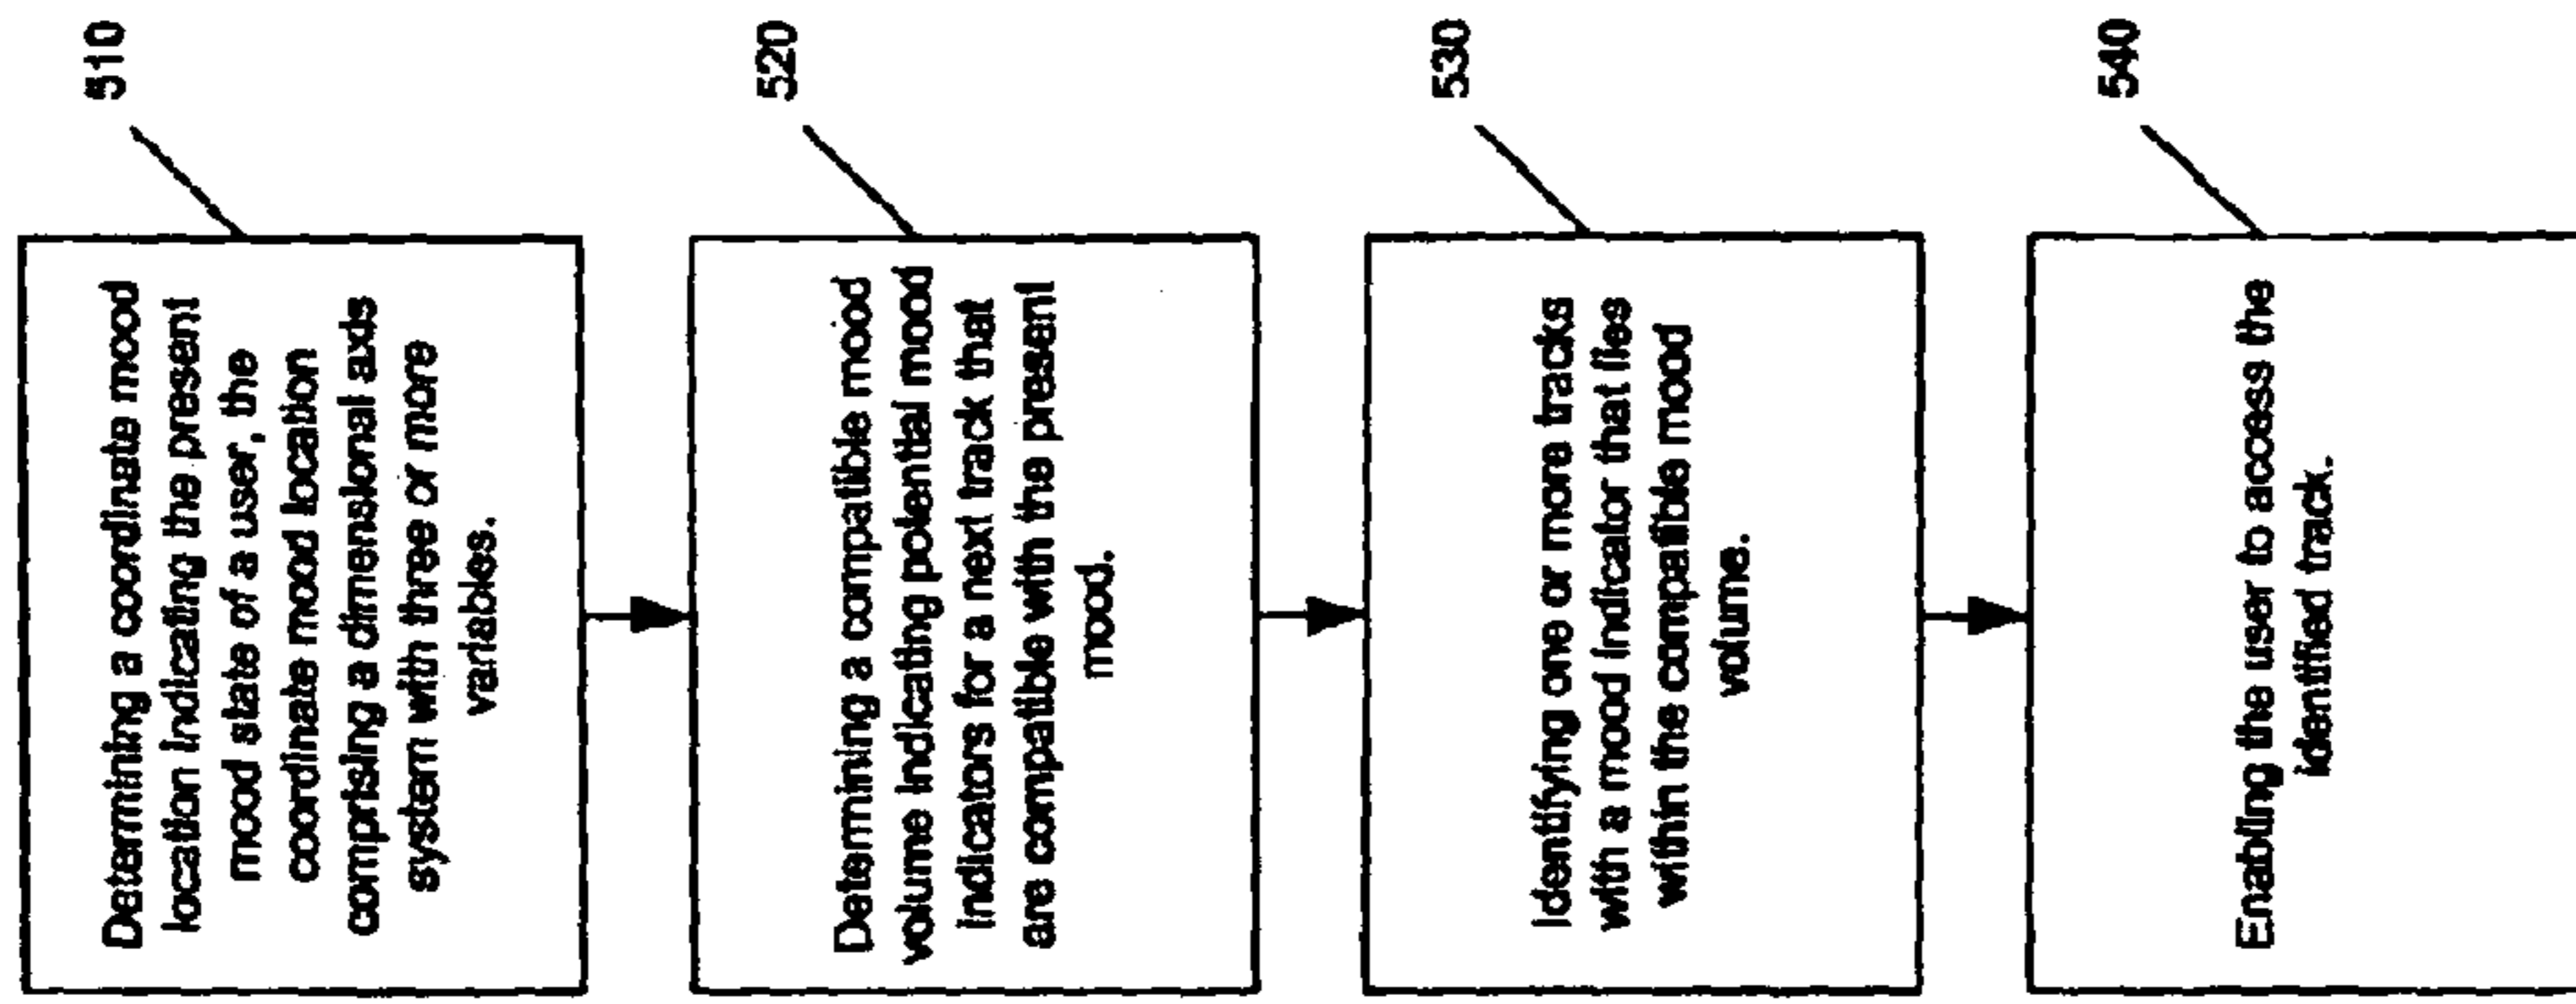 510
Determining a coordinate mood
location indicating the present
mood state of a user, the
coordinate mood location
comprising a dimensional axis
system with three or more
variables.
520
Determining a compatible mood
volume indicating potential mood
indicators for a next track that
are compatible with the present
mood.
530
Identifying one or more tracks
with a mood indicator that lies
within the compatible mood
volume.
540
Enabling the user to access the
identified track.